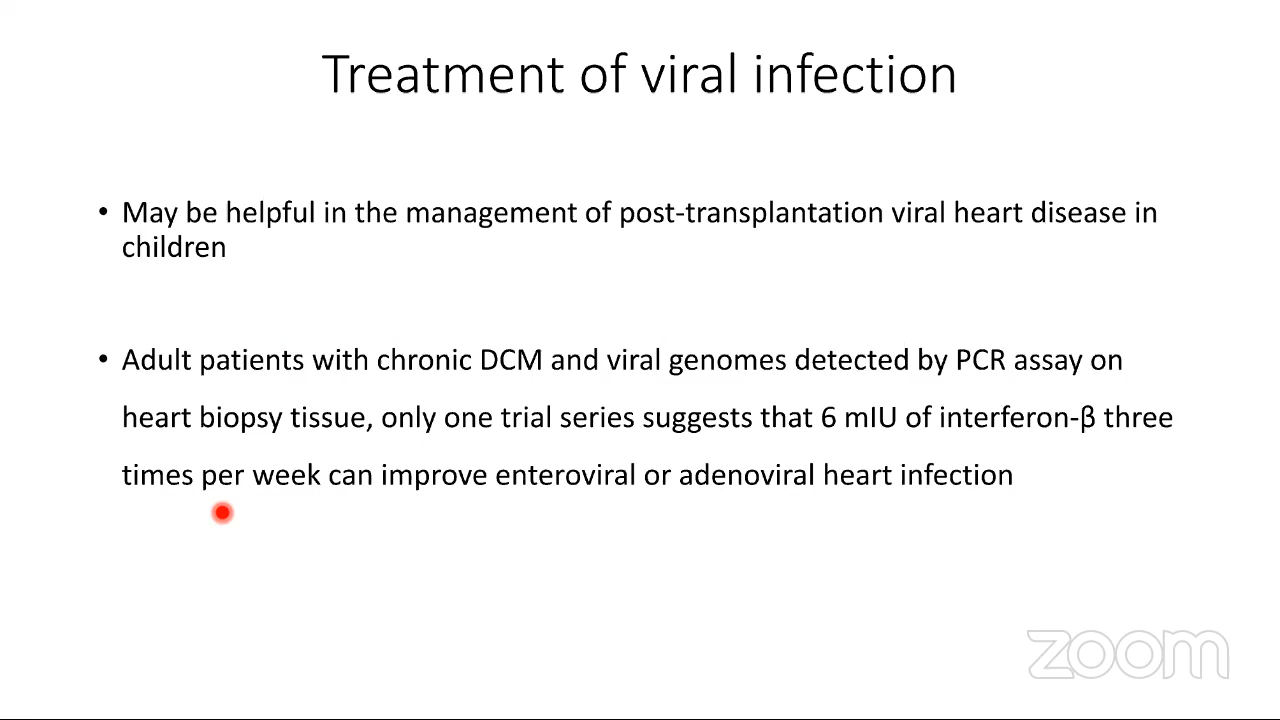 Treatment of viral infection
• May be helpful in the management of post-transplantation viral heart disease in
children
• Adult patients with chronic DCM and viral genomes detected by PCR assay on
heart biopsy tissue, only one trial series suggests that 6 mIU of interferon-β three
times per week can improve enteroviral or adenoviral heart infection
zoom